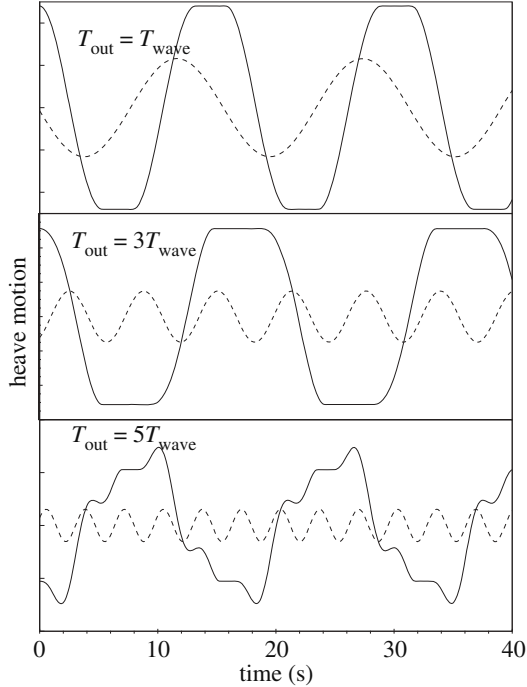 T_out = T_wave
T_out = 3T_wave
T_out = 5T_wave
heave motion
0 10 20 30 40
time (s)